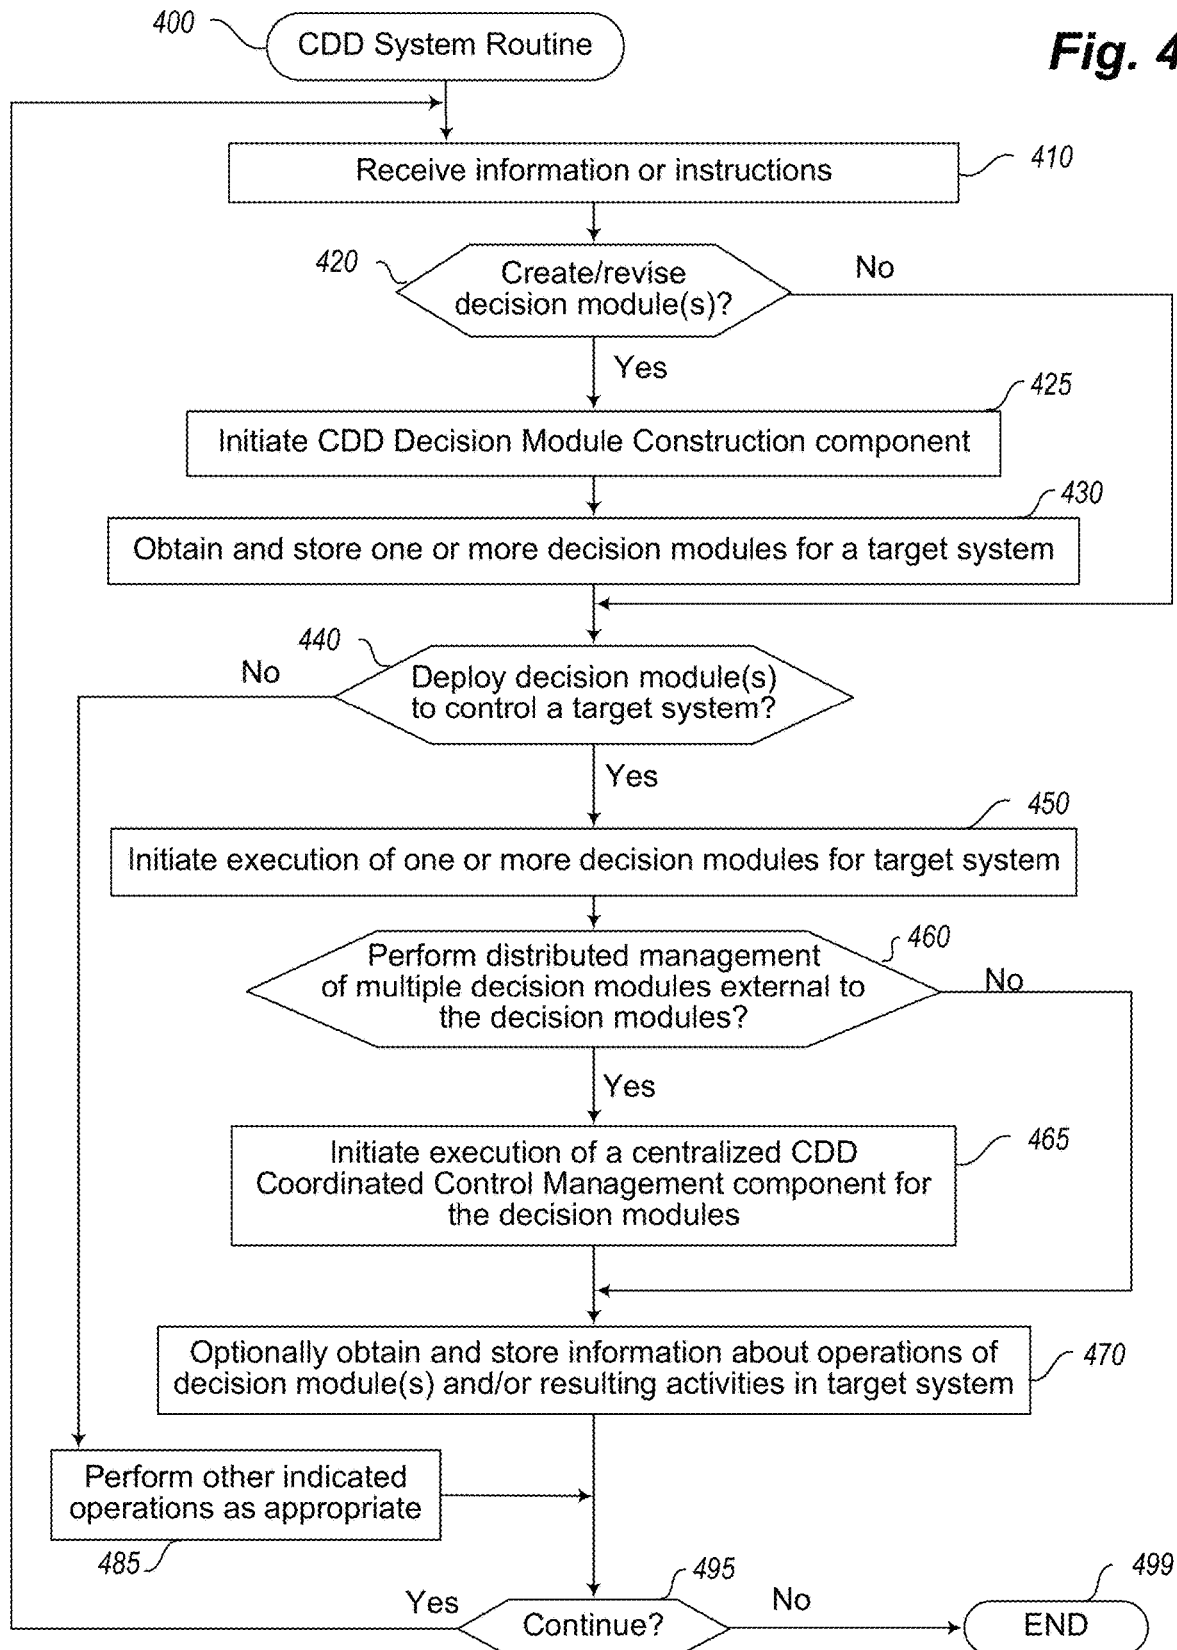 400
CDD System Routine
Fig. 4
Receive information or instructions
410
420
Create/revise
decision module(s)?
No
Yes
425
Initiate CDD Decision Module Construction component
430
Obtain and store one or more decision modules for a target system
440
No
Deploy decision module(s)
to control a target system?
Yes
450
Initiate execution of one or more decision modules for target system
460
Perform distributed management
of multiple decision modules external to
the decision modules?
No
Yes
465
Initiate execution of a centralized CDD
Coordinated Control Management component for
the decision modules
470
Optionally obtain and store information about operations of
decision module(s) and/or resulting activities in target system
Perform other indicated
operations as appropriate
485
495
Yes
Continue?
No
499
END